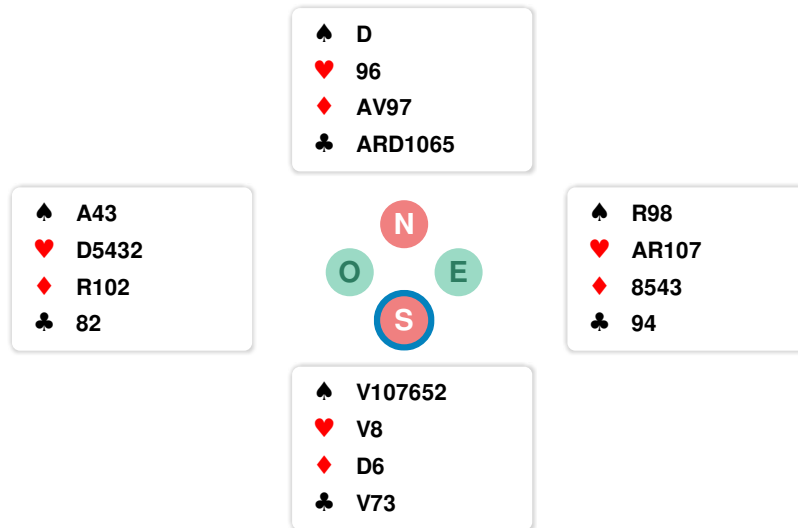 ♠ D
♥ 96
♦ AV97
♣ ARD1065
♠ A43
♥ D5432
♦ R102
♣ 82
N
O E
S
♠ R98
♥ AR107
♦ 8543
♣ 94
♠ V107652
♥ V8
♦ D6
♣ V73